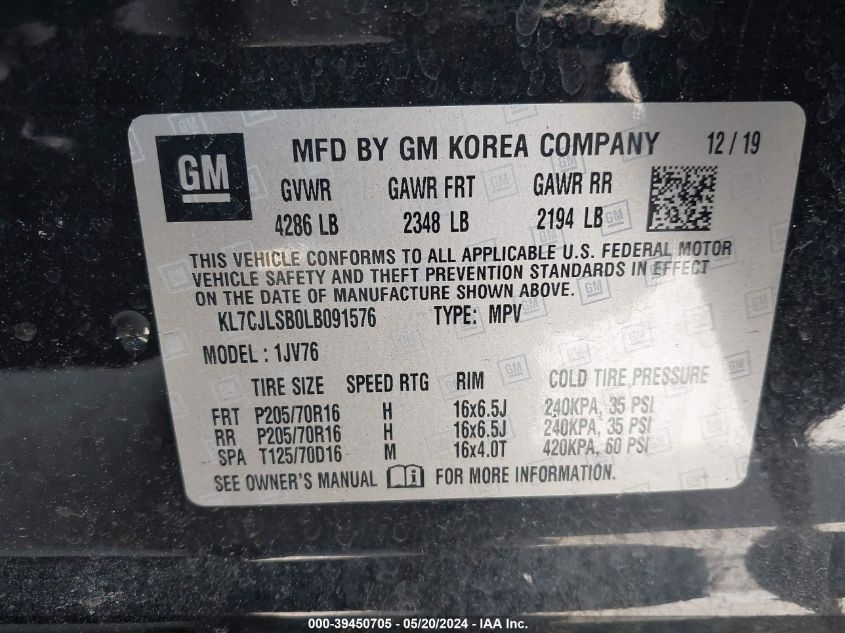 GM
MFD BY GM KOREA COMPANY 12/19
GVWR GAWR FRT GAWR RR
4286 LB 2348 LB 2194 LB
THIS VEHICLE CONFORMS TO ALL APPLICABLE U.S. FEDERAL MOTOR
VEHICLE SAFETY AND THEFT PREVENTION STANDARDS IN EFFECT
ON THE DATE OF MANUFACTURE SHOWN ABOVE.
KL7CJLSB0LB091576 TYPE: MPV
MODEL : 1JV76
TIRE SIZE SPEED RTG RIM COLD TIRE PRESSURE
FRT P205/70R16 H 16x6.5J 240KPA, 35 PSI
RR P205/70R16 H 16x6.5J 240KPA, 35 PSI
SPA T125/70D16 M 16x4.0T 420KPA, 60 PSI
SEE OWNER'S MANUAL FOR MORE INFORMATION.
000-39450705 - 05/20/2024 - IAA Inc.